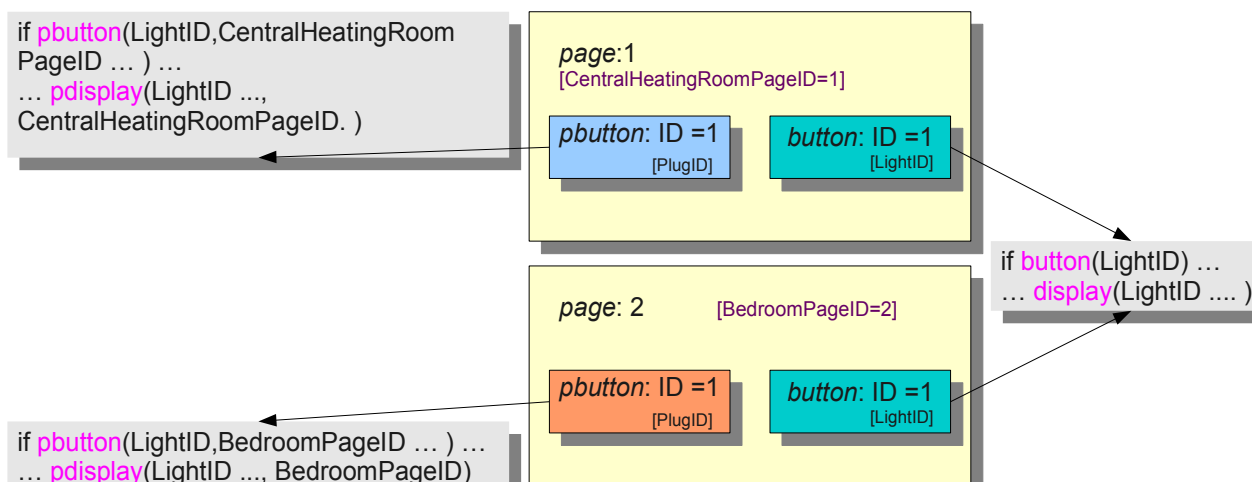 if pbutton(LightID,CentralHeatingRoom
PageID … ) …
… pdisplay(LightID ...,
CentralHeatingRoomPageID. )
page:1
[CentralHeatingRoomPageID=1]
pbutton: ID =1
[PlugID]
button: ID =1
[LightID]
if button(LightID) …
… display(LightID .... )
page: 2
[BedroomPageID=2]
pbutton: ID =1
[PlugID]
button: ID =1
[LightID]
if pbutton(LightID,BedroomPageID … ) …
… pdisplay(LightID ..., BedroomPageID)